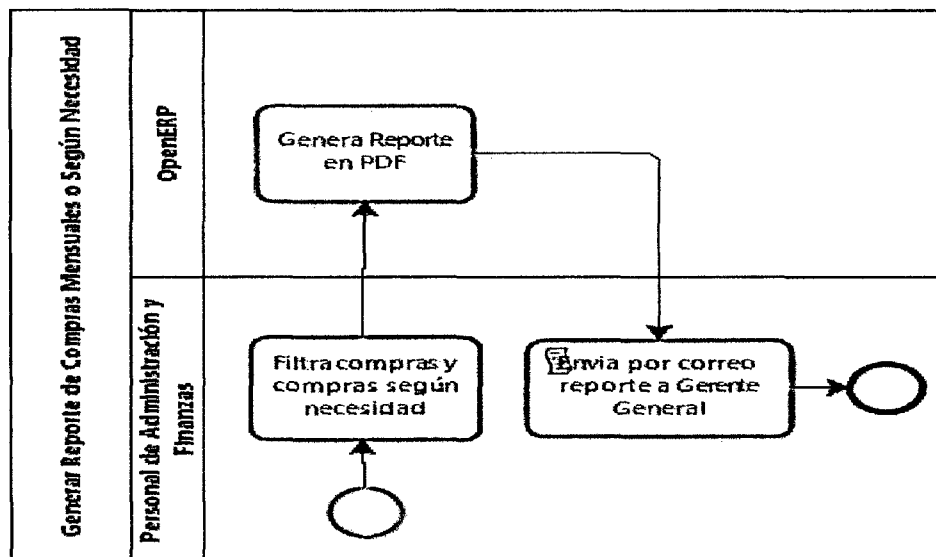 Generar Reporte de Compras Mensuales o Según Necesidad
OpenERP
Genera Reporte
en PDF
Personal de Administración y
Finanzas
Filtra compras y
compras según
necesidad
Envia por correo
reporte a Gerente
General